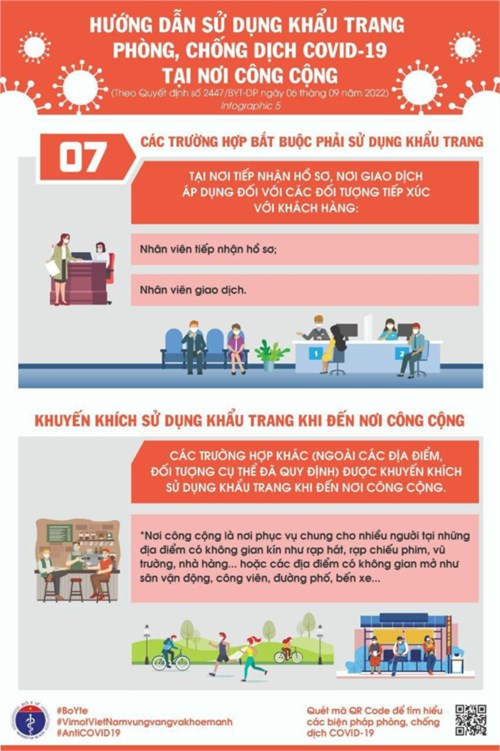 HƯỚNG DẪN SỬ DỤNG KHẨU TRANG
PHÒNG, CHỐNG DỊCH COVID-19
TẠI NƠI CÔNG CỘNG
(Theo Quyết định số 2447/BYT-DP ngày 06 tháng 09 năm 2022)
Infographic 5
07
CÁC TRƯỜNG HỢP BẮT BUỘC PHẢI SỬ DỤNG KHẨU TRANG
TẠI NƠI TIẾP NHẬN HỒ SƠ, NƠI GIAO DỊCH
ÁP DỤNG ĐỐI VỚI CÁC ĐỐI TƯỢNG TIẾP XÚC
VỚI KHÁCH HÀNG:
Nhân viên tiếp nhận hồ sơ;
Nhân viên giao dịch.
1
2
KHUYẾN KHÍCH SỬ DỤNG KHẨU TRANG KHI ĐẾN NƠI CÔNG CỘNG
CÁC TRƯỜNG HỢP KHÁC (NGOÀI CÁC ĐỊA ĐIỂM,
ĐỐI TƯỢNG CỤ THỂ ĐÃ QUY ĐỊNH) ĐƯỢC KHUYẾN KHÍCH
SỬ DỤNG KHẨU TRANG KHI ĐẾN NƠI CÔNG CỘNG.
"Nơi công cộng là nơi phục vụ chung cho nhiều người tại những
địa điểm có không gian kín như rạp hát, rạp chiếu phim, vũ
trường, nhà hàng... hoặc các địa điểm có không gian mở như
sân vận động, công viên, đường phố, bến xe...
BỘ Y TẾ
#BoYte
#VimotVietNamvungvangvakhoemanh
#AntiCOVID19
Quét mã QR Code để tìm hiểu
các biện pháp phòng, chống
dịch COVID-19